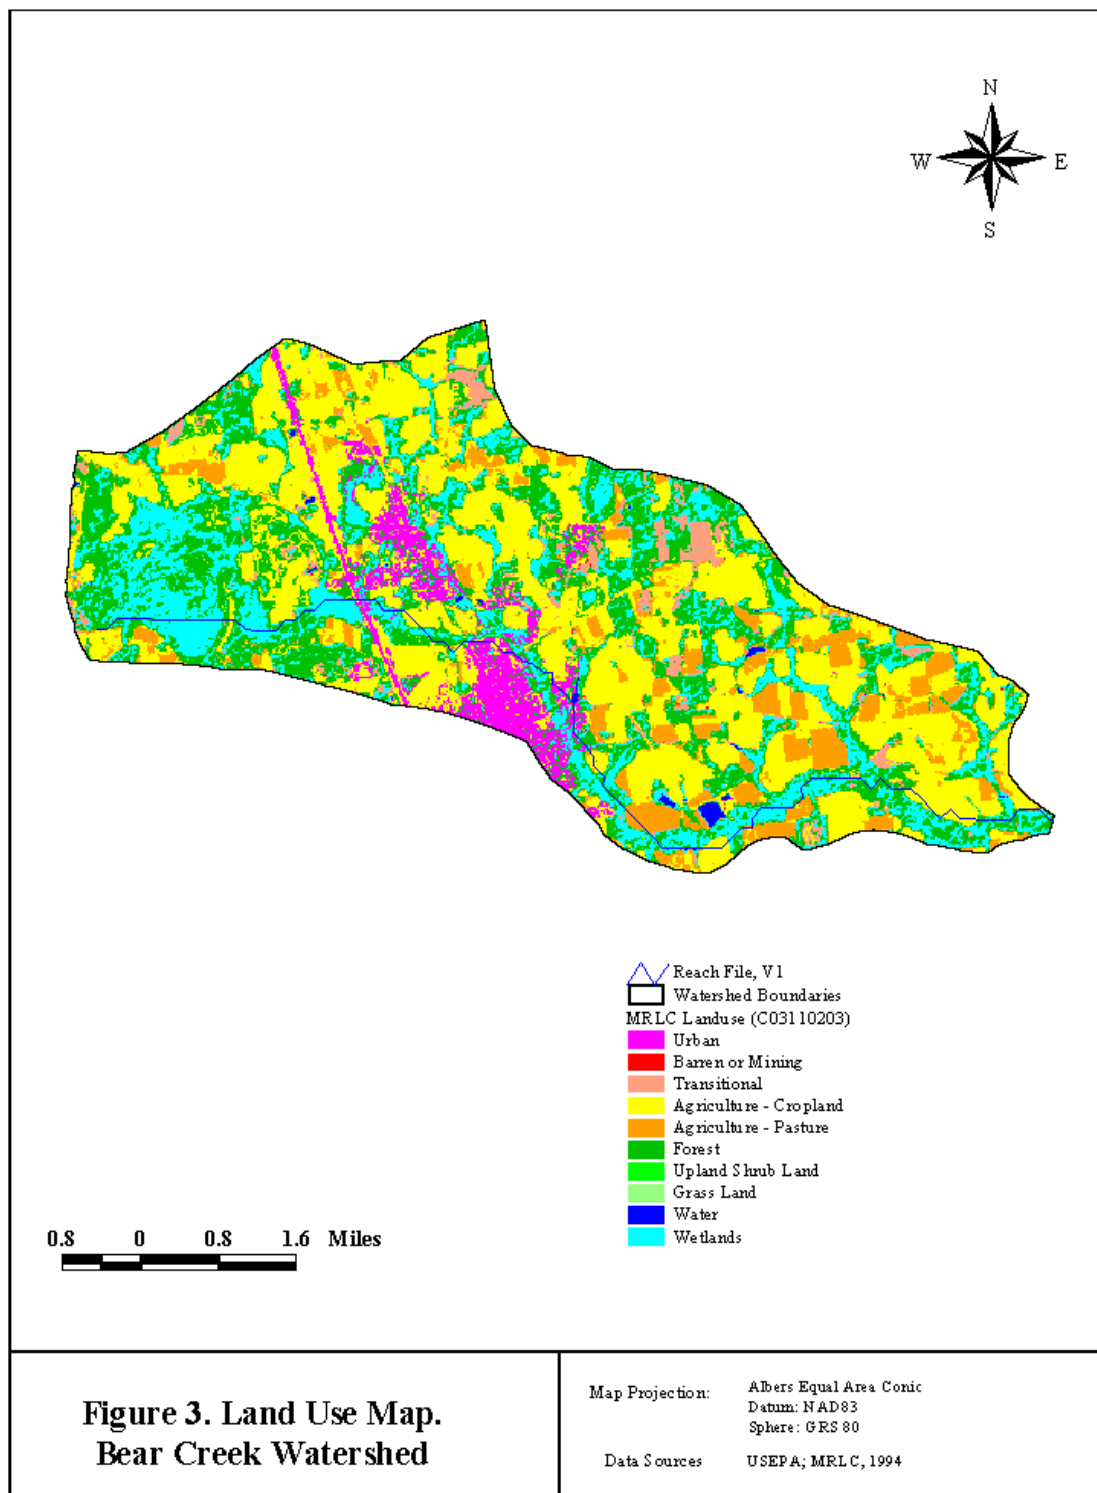 N
W E
S
Reach File, V1
Watershed Boundaries
MRLC Landuse (C03110203)
Urban
Barren or Mining
Transitional
Agriculture - Cropland
Agriculture - Pasture
Forest
Upland Shrub Land
Grass Land
Water
Wetlands
0.8 0 0.8 1.6 Miles
Figure 3. Land Use Map.
Bear Creek Watershed
Map Projection: Albers Equal Area Conic
Datum: NAD83
Sphere: GRS 80
Data Sources USEPA; MRLC, 1994